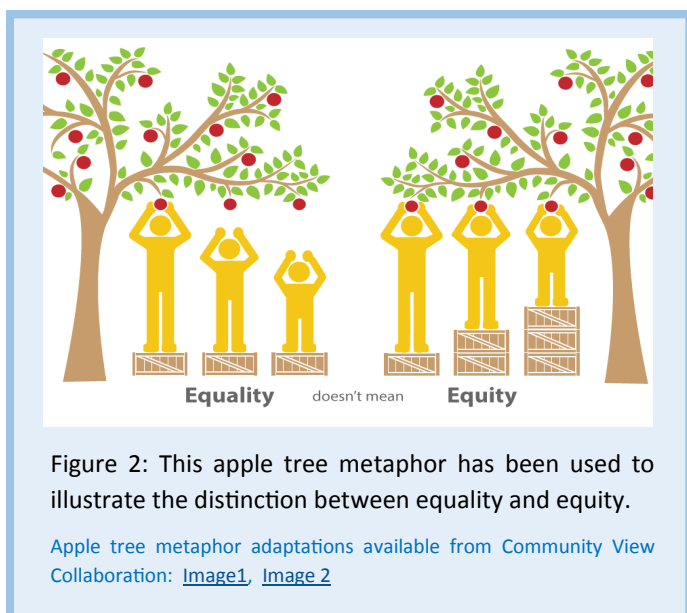 Equality doesn't mean Equity
Figure 2: This apple tree metaphor has been used to
illustrate the distinction between equality and equity.
Apple tree metaphor adaptations available from Community View
Collaboration: Image1, Image 2